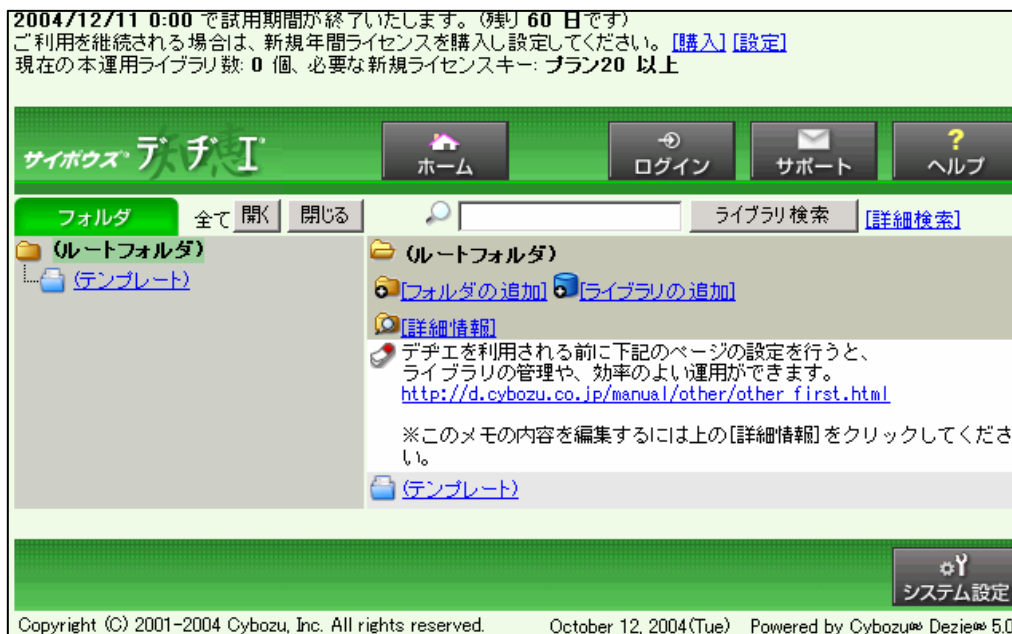 2004/12/11 0:00 で試用期間が終了いたします。(残り 60 日です)
ご利用を継続される場合は、新規年間ライセンスを購入し設定してください。[購入] [設定]
現在の本運用ライブラリ数: 0 個、必要な新規ライセンスキー: プラン20 以上
サイボウズ デヂエ
ホーム
ログイン
サポート
ヘルプ
フォルダ
全て 開く 閉じる
ライブラリ検索
[詳細検索]
(ルートフォルダ)
(テンプレート)
(ルートフォルダ)
[フォルダの追加] [ライブラリの追加]
[詳細情報]
デヂエを利用される前に下記のページの設定を行うと、
ライブラリの管理や、効率のよい運用ができます。
http://d.cybozu.co.jp/manual/other/other_first.html
※このメモの内容を編集するには上の[詳細情報]をクリックしてくださ
い。
(テンプレート)
システム設定
Copyright (C) 2001-2004 Cybozu, Inc. All rights reserved.
October 12, 2004(Tue) Powered by Cybozu Dezie 5.0